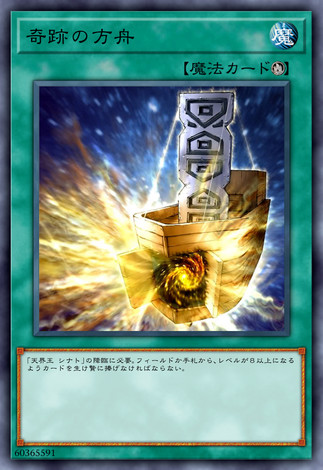 奇跡の方舟
魔
【魔法カード】
「天界王 シナト」の降臨に必要。フィールドか手札から、レベルが8以上になる
ようカードを生け贄に捧げなければならない。
60365591